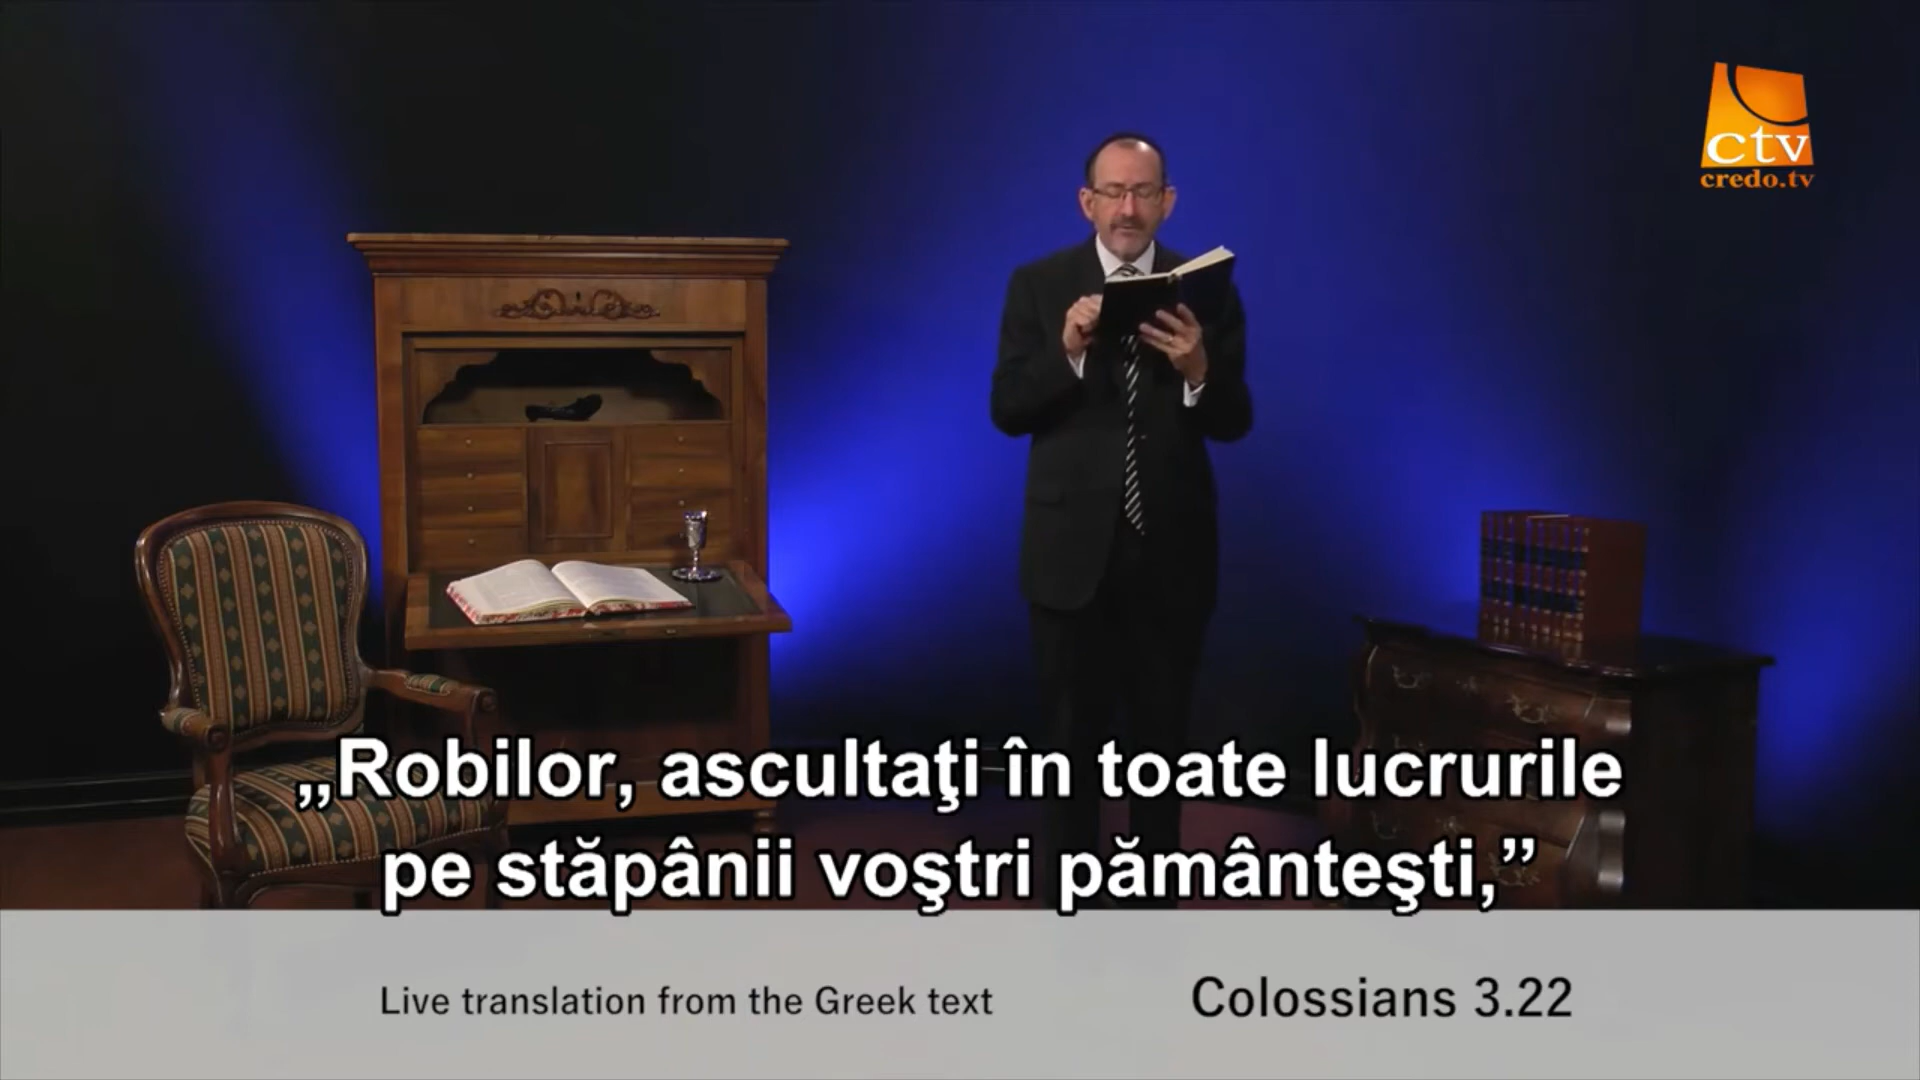 ctv
credo.tv
„Robilor, ascultaţi în toate lucrurile
pe stăpânii voştri pământeşti,”
Live translation from the Greek text
Colossians 3.22